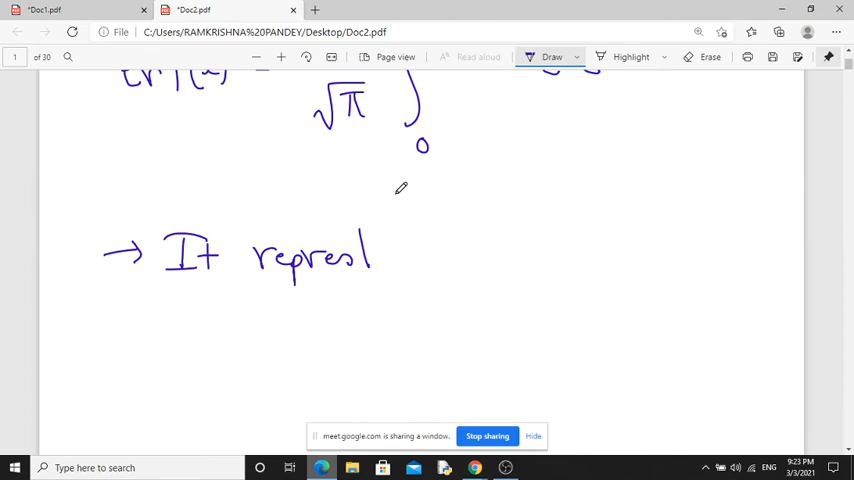 *Doc1.pdf
*Doc2.pdf
File C:/Users/RAMKRISHNA%20PANDEY/Desktop/Doc2.pdf
1 of 30 Page view Read aloud Draw Highlight Erase
√π ∫
0
→ It represl
meet.google.com is sharing a window. Stop sharing Hide
Type here to search
ENG
9:23 PM
3/3/2021